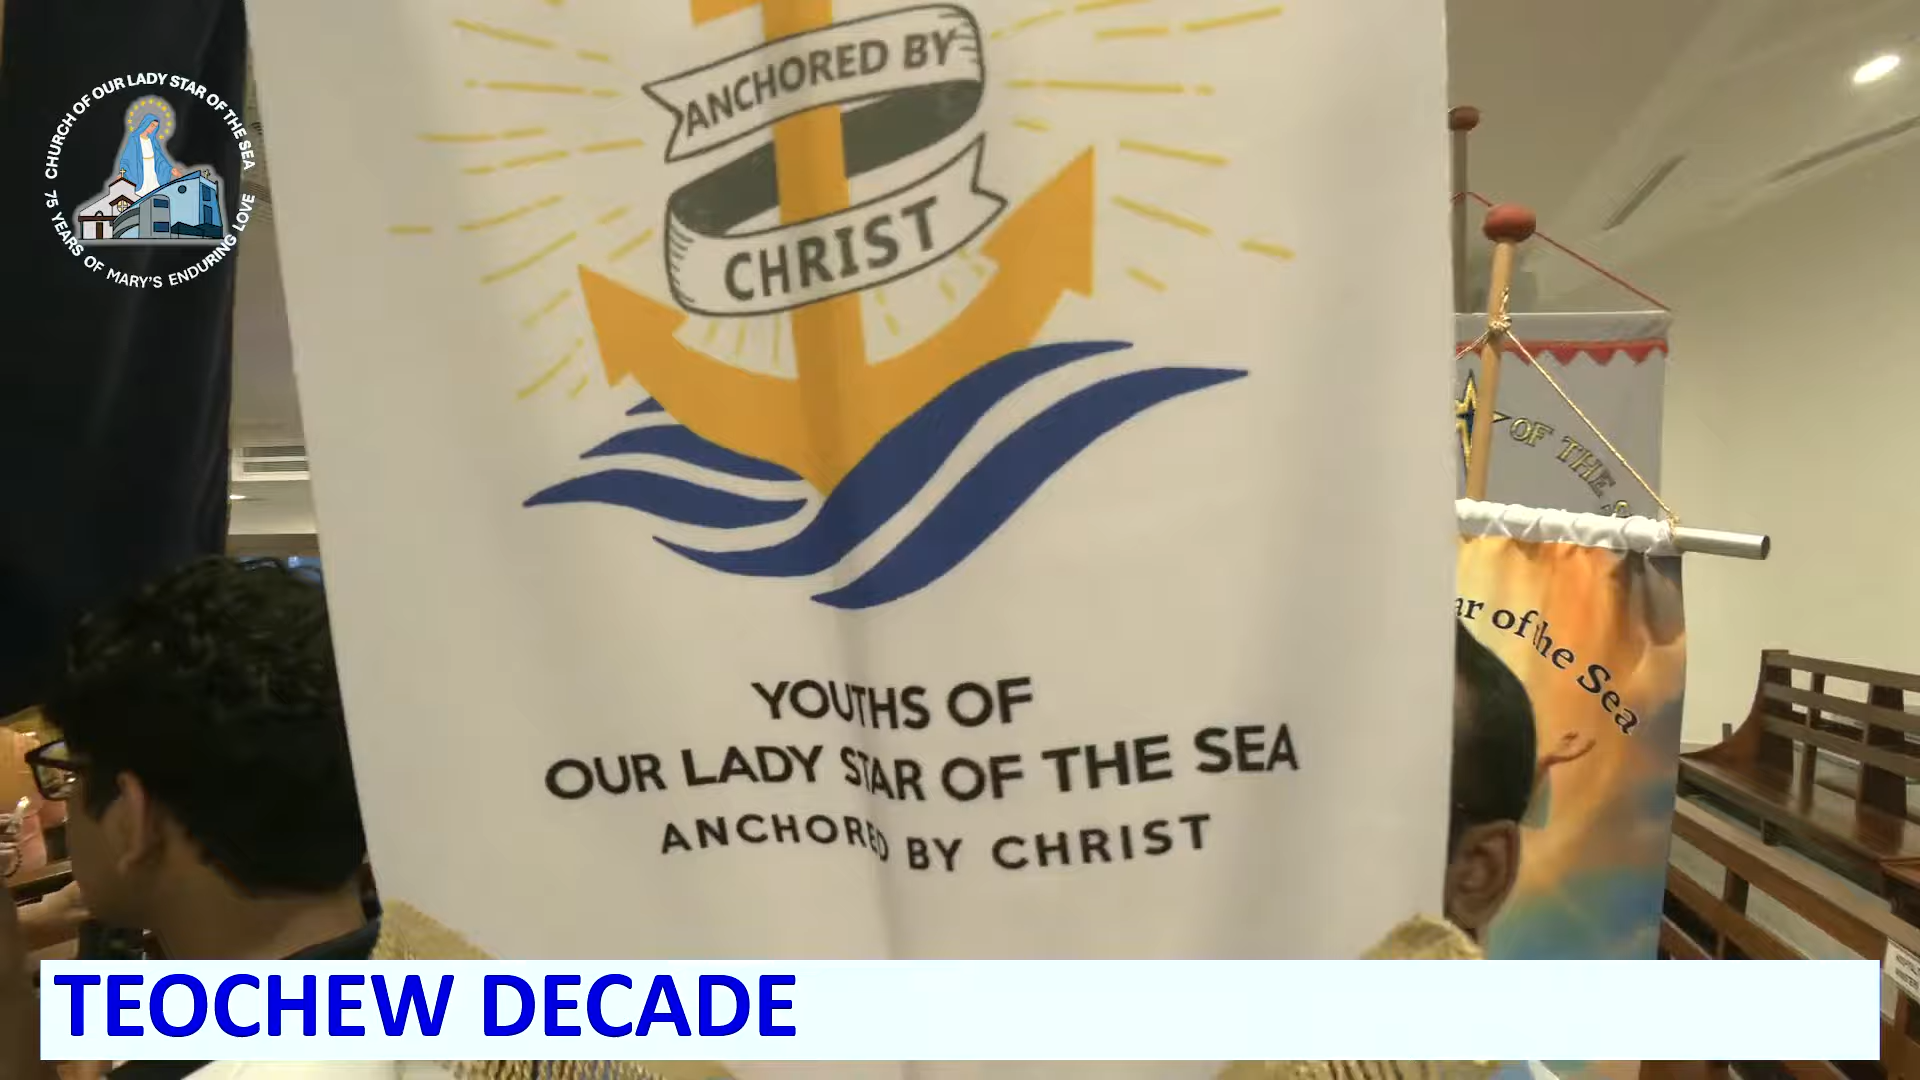 CHURCH OF OUR LADY STAR OF THE SEA
75 YEARS OF MARY'S ENDURING LOVE
ANCHORED BY
CHRIST
YOUTHS OF
OUR LADY STAR OF THE SEA
ANCHORED BY CHRIST
OF THE
of the Sea
TEOCHEW DECADE